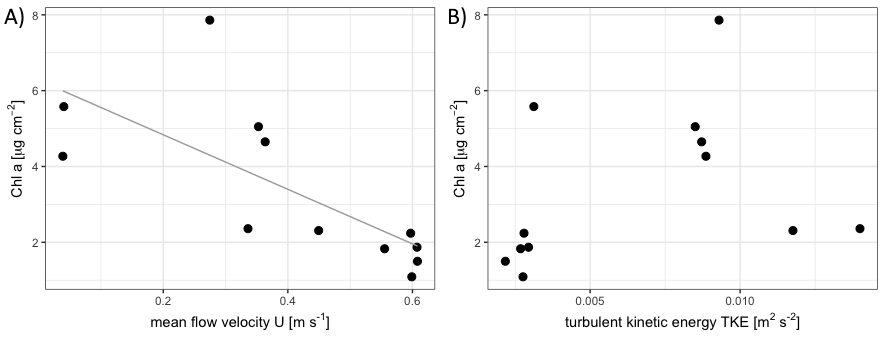 A)
8
6
4
2
Chl a [µg cm⁻²]
0.2 0.4 0.6
mean flow velocity U [m s⁻¹]
B)
8
6
4
2
Chl a [µg cm⁻²]
0.005 0.010
turbulent kinetic energy TKE [m² s⁻²]